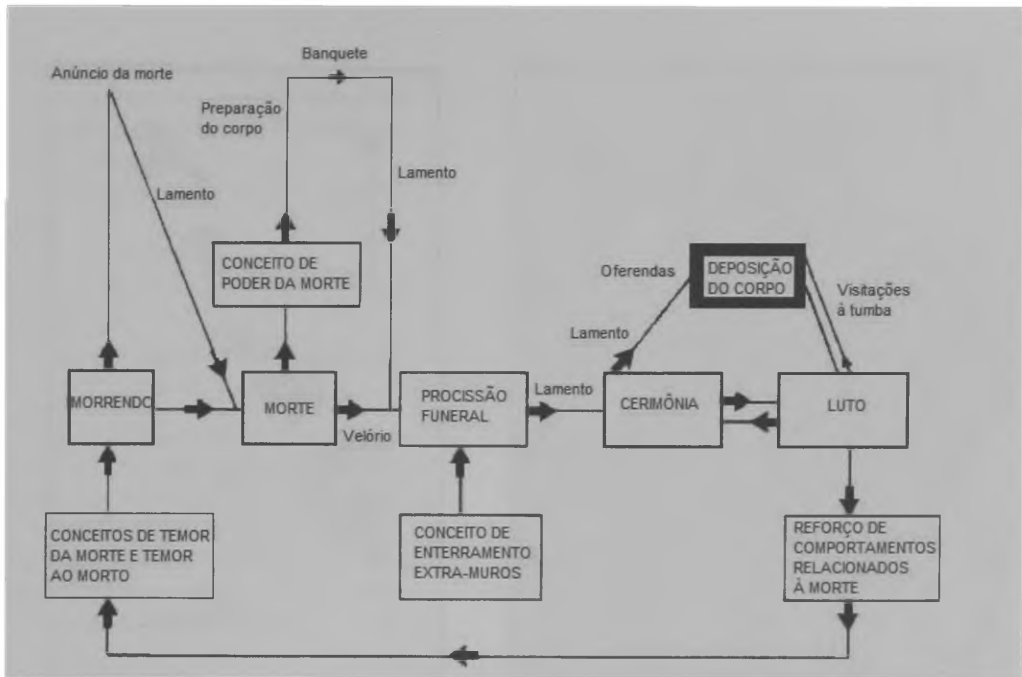 Banquete
Anúncio da morte
Preparação
do corpo
Lamento
Lamento
CONCEITO DE
PODER DA MORTE
Oferendas
DEPOSIÇÃO
DO CORPO
Visitações
à tumba
Lamento
MORRENDO
MORTE
Velório
PROCISSÃO
FUNERAL
Lamento
CERIMÔNIA
LUTO
CONCEITOS DE TEMOR
DA MORTE E TEMOR
AO MORTO
CONCEITO DE
ENTERRAMENTO
EXTRA-MUROS
REFORÇO DE
COMPORTAMENTOS
RELACIONADOS
À MORTE